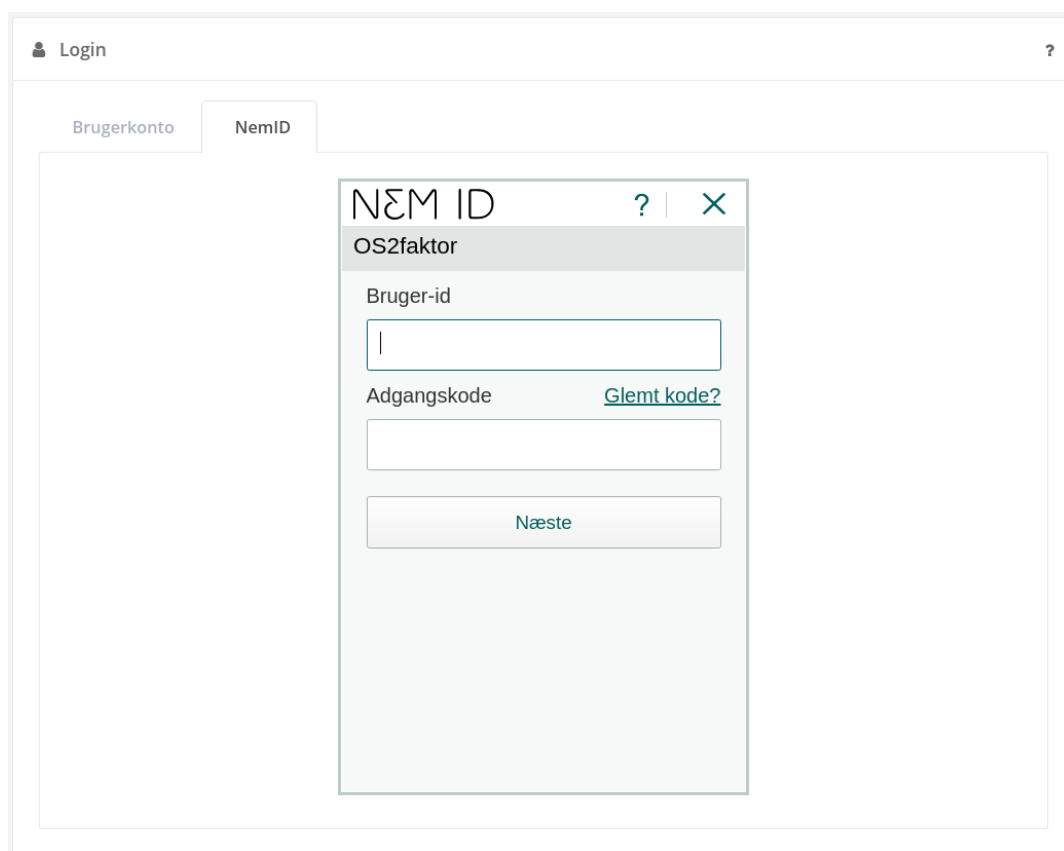 Login
?
Brugerkonto NemID
NEM ID ?
OS2faktor
Bruger-id
Adgangskode Glemt kode?
Næste